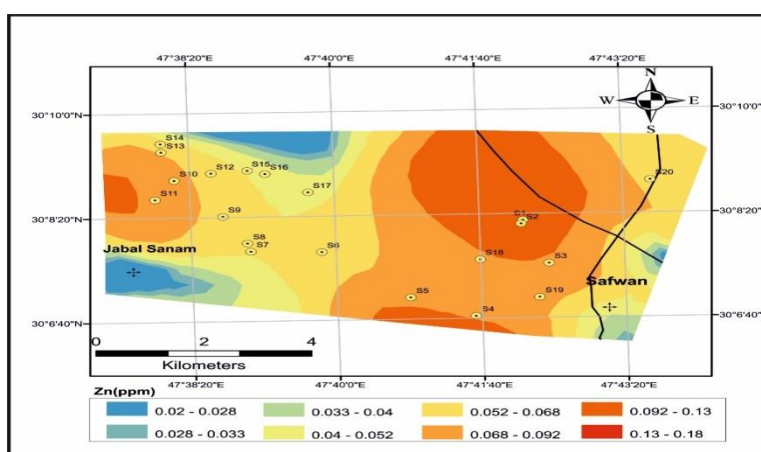 47°38'20"E 47°40'0"E 47°41'40"E 47°43'20"E
N
W E
S
30°10'0"N 30°10'0"N
S14
S13
S12 S15 S16
S10 S20
S17
S11
S9 S1 S2
30°8'20"N 30°8'20"N
S8
S7 S6 S18 S3
Jabal Sanam
Safwan
S5 S19
S4
30°6'40"N 30°6'40"N
0 2 4
Kilometers
47°38'20"E 47°40'0"E 47°41'40"E 47°43'20"E
Zn(ppm)
0.02 - 0.028 0.033 - 0.04 0.052 - 0.068 0.092 - 0.13
0.028 - 0.033 0.04 - 0.052 0.068 - 0.092 0.13 - 0.18